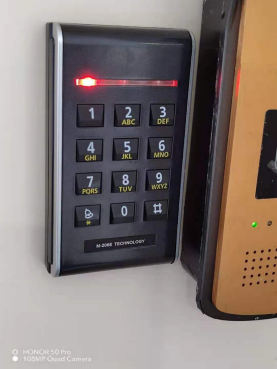 1 2 3
ABC DEF
4 5 6
GHI JKL MNO
7 8 9
PQRS TUV WXYZ
* 0 #
M-2066 TECHNOLOGY
HONOR 50 Pro
108MP Quad Camera